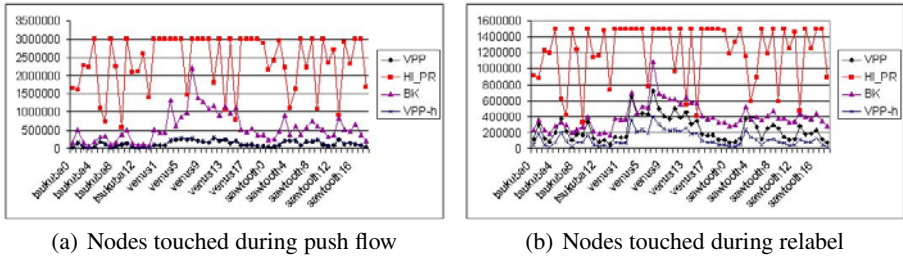 3500000
3000000
2500000
2000000
1500000
1000000
500000
0
tsukuba0
tsukuba4
tsukuba8
tsukuba12
venus1
venus5
venus9
venus13
venus17
sawtooth0
sawtooth4
sawtooth8
sawtooth12
sawtooth16
VPP
HI_PR
BK
VPP-h
(a) Nodes touched during push flow
1600000
1400000
1200000
1000000
800000
600000
400000
200000
0
tsukuba0
tsukuba4
tsukuba8
tsukuba12
venus1
venus5
venus9
venus13
venus17
sawtooth0
sawtooth4
sawtooth8
sawtooth12
sawtooth16
VPP
HI_PR
BK
VPP-h
(b) Nodes touched during relabel